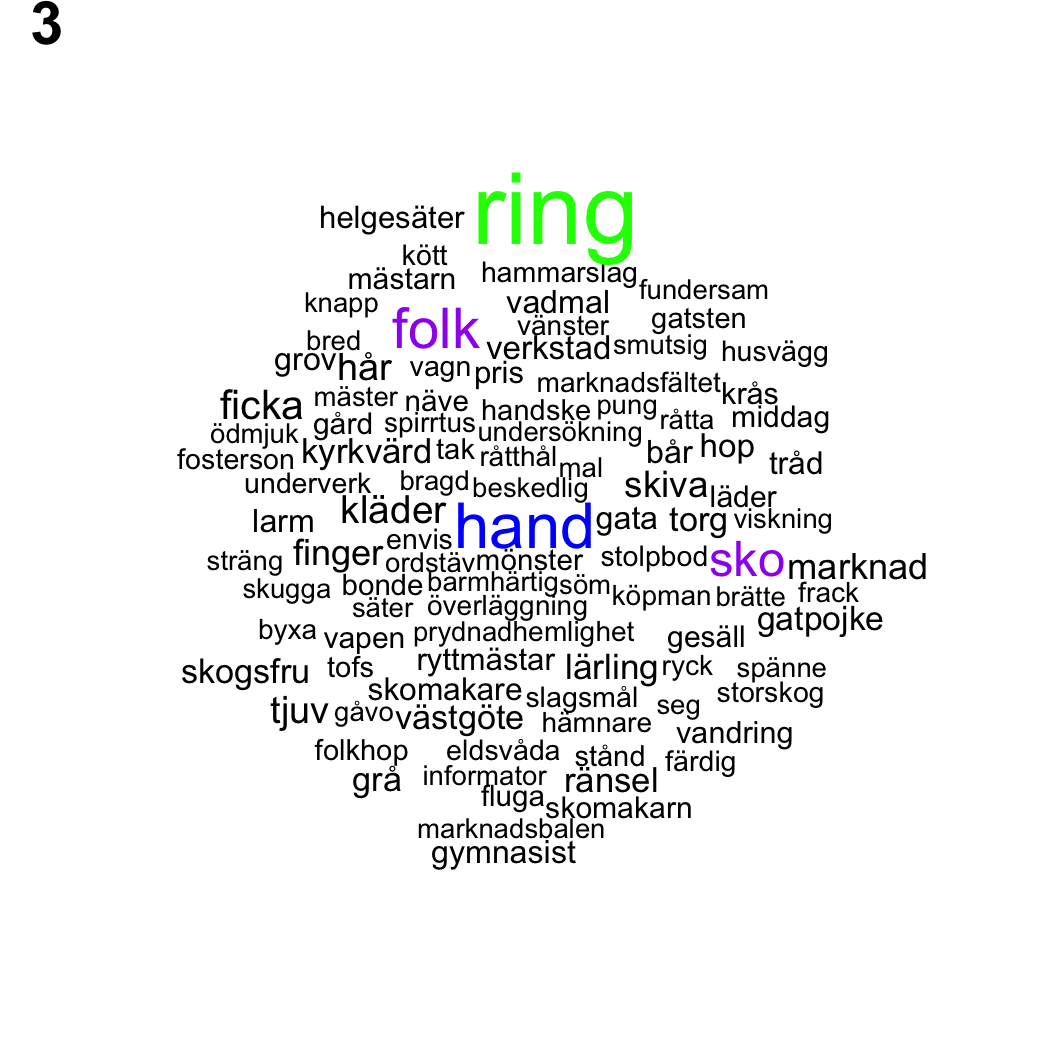 3
ring
helgesäter
kött
mästarn hammarslag
fundersam
knapp vadmal
folk vänster gatsten
bred verkstad smutsig husvägg
grov hår vagn pris
marknadsfältet krås
ficka mäster näve handske pung råtta middag
ödmjuk gård spirrtus undersökning
fosterson kyrkvärd tak råtthål bår hop
mal tråd
underverk bragd beskedlig skiva läder
kläder hand gata torg viskning
larm envis
sträng finger ordstäv mönster stolpbod sko marknad
skugga bonde barmhärtig söm köpman brätte frack
säter överläggning gatpojke
byxa vapen prydnad hemlighet gesäll
skogsfru tofs ryttmästar lärling ryck spänne
skomakare slagsmål seg storskog
tjuv gåvo västgöte hämnare vandring
folkhop eldsvåda stånd färdig
grå informator ränsel
fluga skomakarn
marknadsbalen
gymnasist